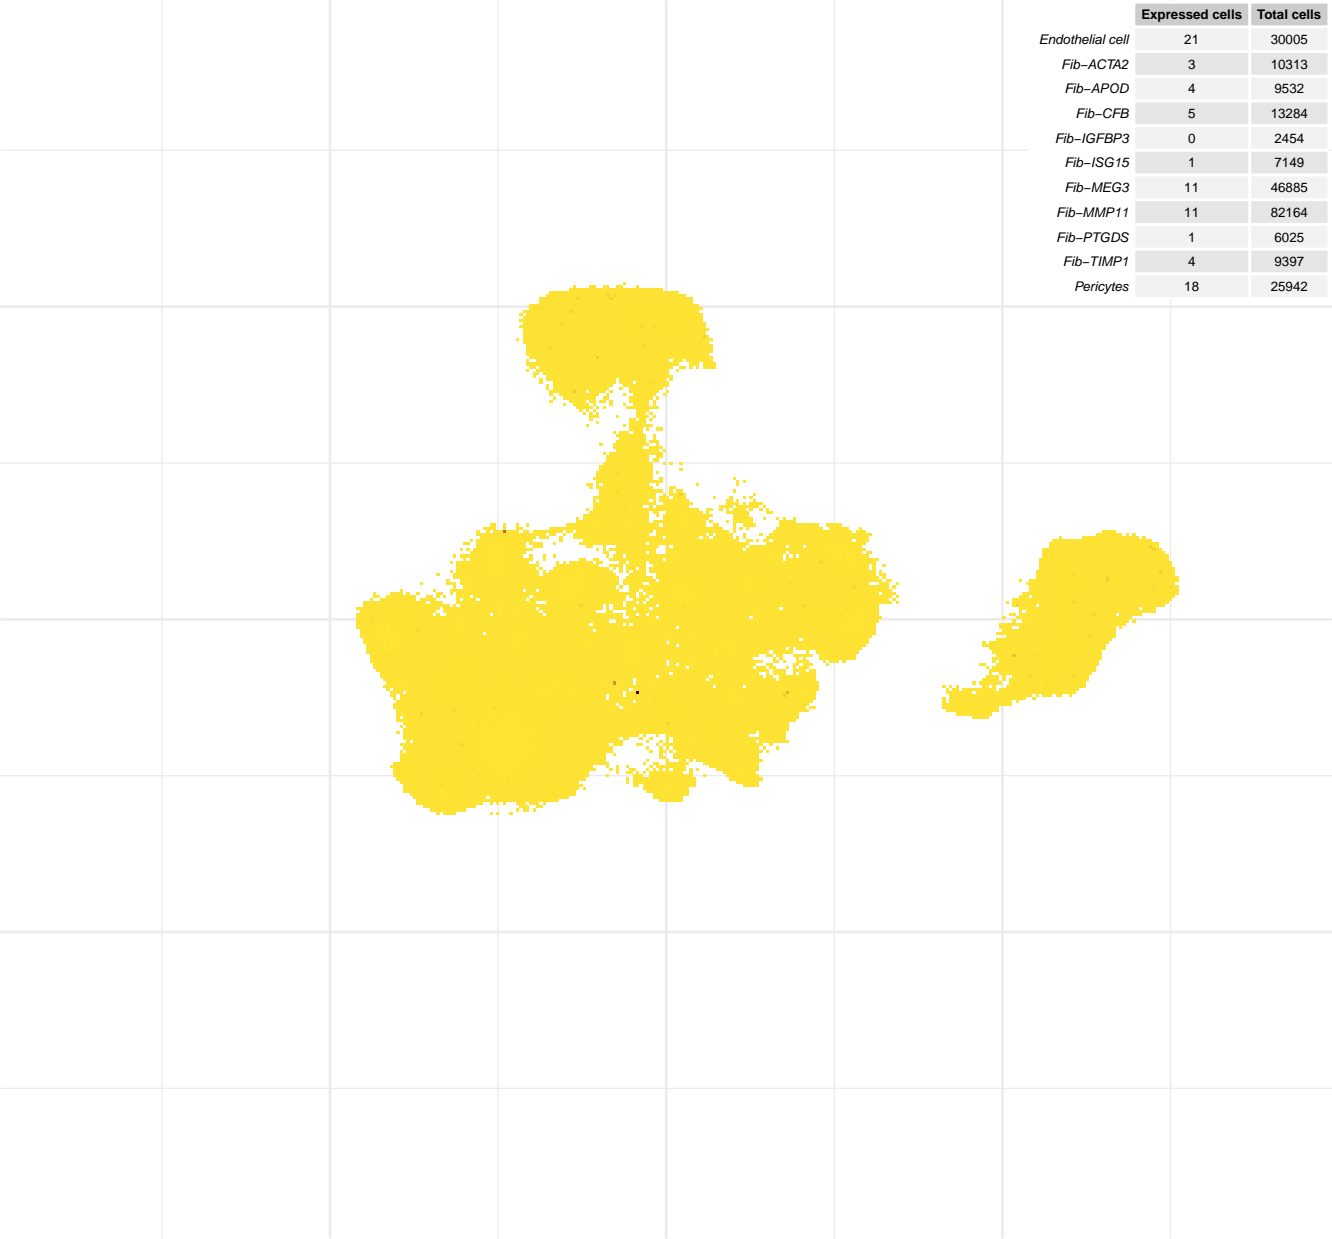 Expressed cells Total cells
Endothelial cell 21 30005
Fib−ACTA2 3 10313
Fib−APOD 4 9532
Fib−CFB 5 13284
Fib−IGFBP3 0 2454
Fib−ISG15 1 7149
Fib−MEG3 11 46885
Fib−MMP11 11 82164
Fib−PTGDS 1 6025
Fib−TIMP1 4 9397
Pericytes 18 25942